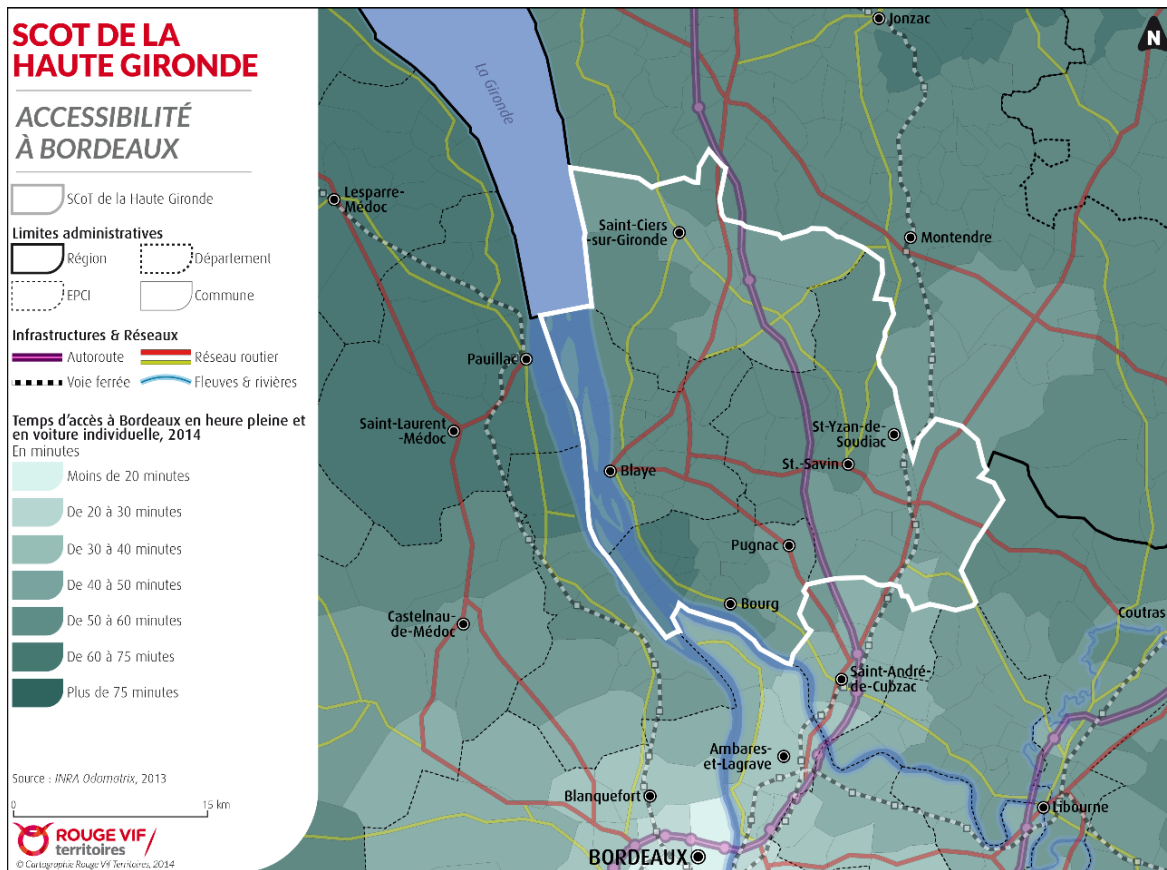 SCOT DE LA
HAUTE GIRONDE
ACCESSIBILITÉ
À BORDEAUX
SCoT de la Haute Gironde
Limites administratives
Région
Département
EPCI
Commune
Infrastructures & Réseaux
Autoroute
Réseau routier
Voie ferrée
Fleuves & rivières
Temps d'accès à Bordeaux en heure pleine et
en voiture individuelle, 2014
En minutes
Moins de 20 minutes
De 20 à 30 minutes
De 30 à 40 minutes
De 40 à 50 minutes
De 50 à 60 minutes
De 60 à 75 miutes
Plus de 75 minutes
Source : INRA Odomatrix, 2013
0
15 km
ROUGE VIF/
territoires
© Cartographie Rouge Vif Territoires, 2014
Jonzac
N
La Gironde
Lesparre-
Médoc
Saint-Ciers
-sur-Gironde
Montendre
Pauillac
Saint-Laurent
-Médoc
St-Yzan-de-
Soudiac
St.-Savin
Blaye
Pugnac
Bourg
Castelnau-
de-Médoc
Coutras
Saint-André-
de-Cubzac
Ambares-
et-Lagrave
Blanquefort
Libourne
BORDEAUX